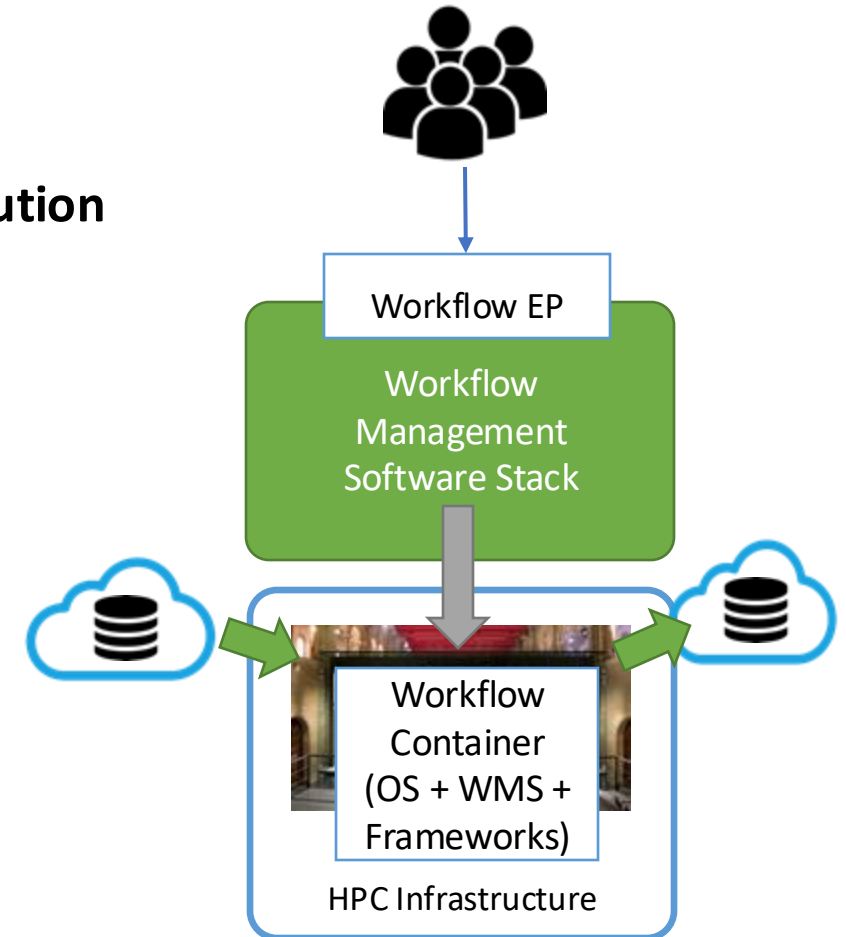 ution
Workflow EP
Workflow
Management
Software Stack
Workflow
Container
(OS + WMS +
Frameworks)
HPC Infrastructure